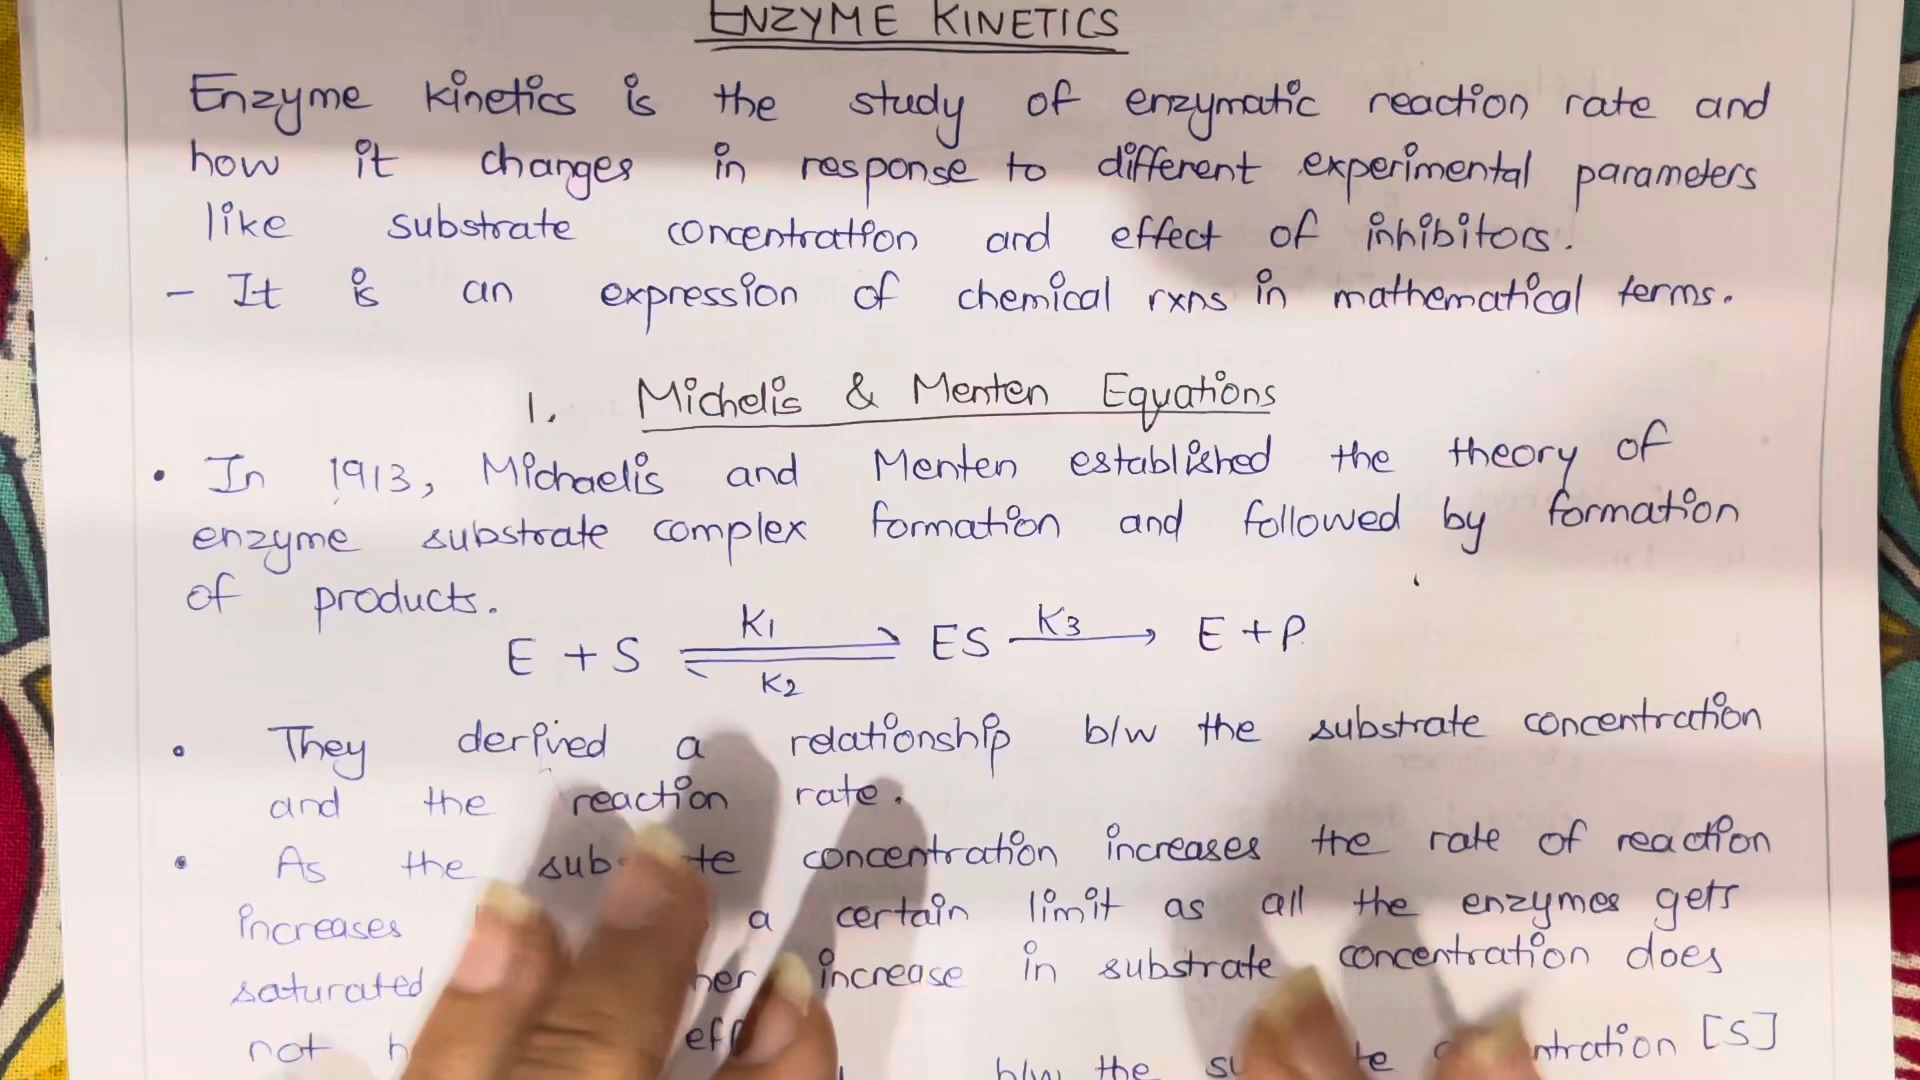 ENZYME KINETICS
Enzyme kinetics is the study of enzymatic reaction rate and
how it changes in response to different experimental parameters
like substrate concentration and effect of inhibitors.
- It is an expression of chemical rxns in mathematical terms.
1. Michelis & Menten Equations
• In 1913, Michaelis and Menten established the theory of
enzyme substrate complex formation and followed by formation
of products.
E + S ⇌ ES → E + P
K1 K3
K2
• They derived a relationship b/w the substrate concentration
and the reaction rate.
• As the concentration increases the rate of reaction
increases a certain limit as all the enzymes gets
saturated increase in substrate concentration does
not
b/w the [S]